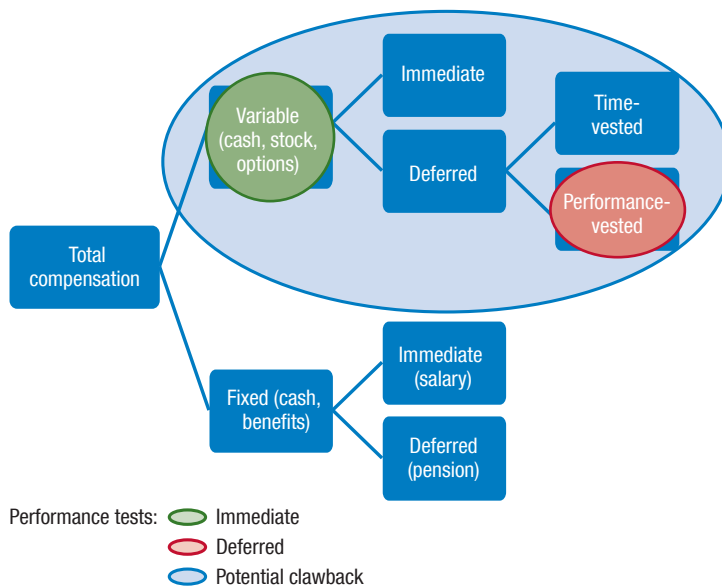 Immediate
Variable
(cash, stock,
options)
Time-
vested
Deferred
Performance-
vested
Total
compensation
Immediate
(salary)
Fixed (cash,
benefits)
Deferred
(pension)
Performance tests:
Immediate
Deferred
Potential clawback